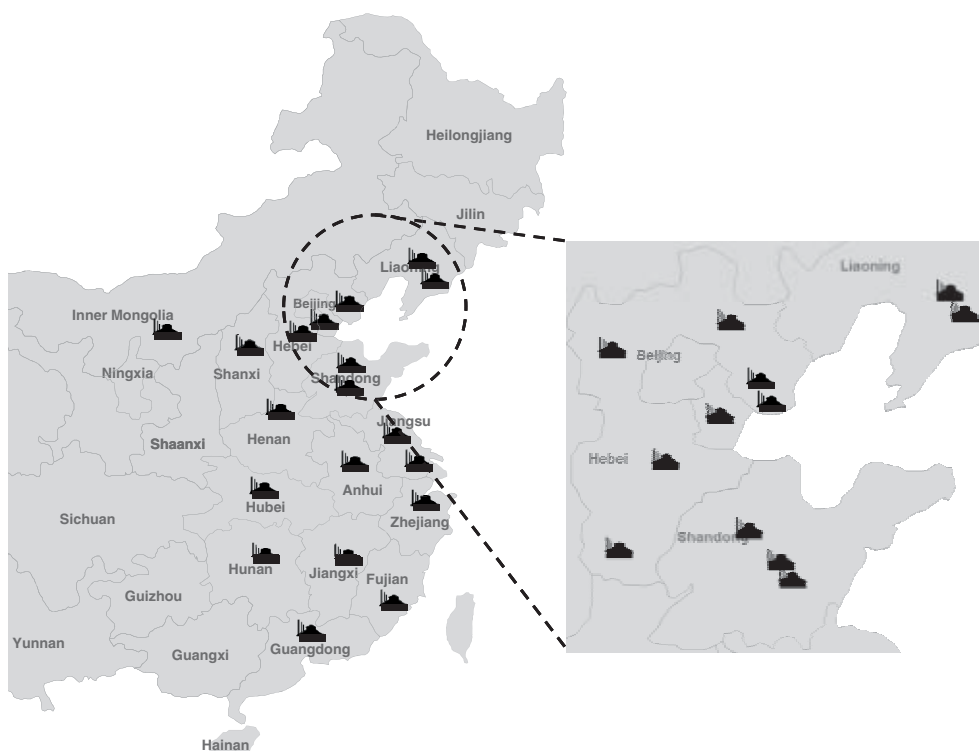 Heilongjiang
Jilin
Liaoning
Beijing
Inner Mongolia
Hebei
Ningxia
Shanxi
Shandong
Jiangsu
Henan
Shaanxi
Anhui
Hubei
Sichuan
Zhejiang
Hunan
Jiangxi
Fujian
Guizhou
Yunnan
Guangxi
Guangdong
Hainan
Liaoning
Beijing
Hebei
Shandong